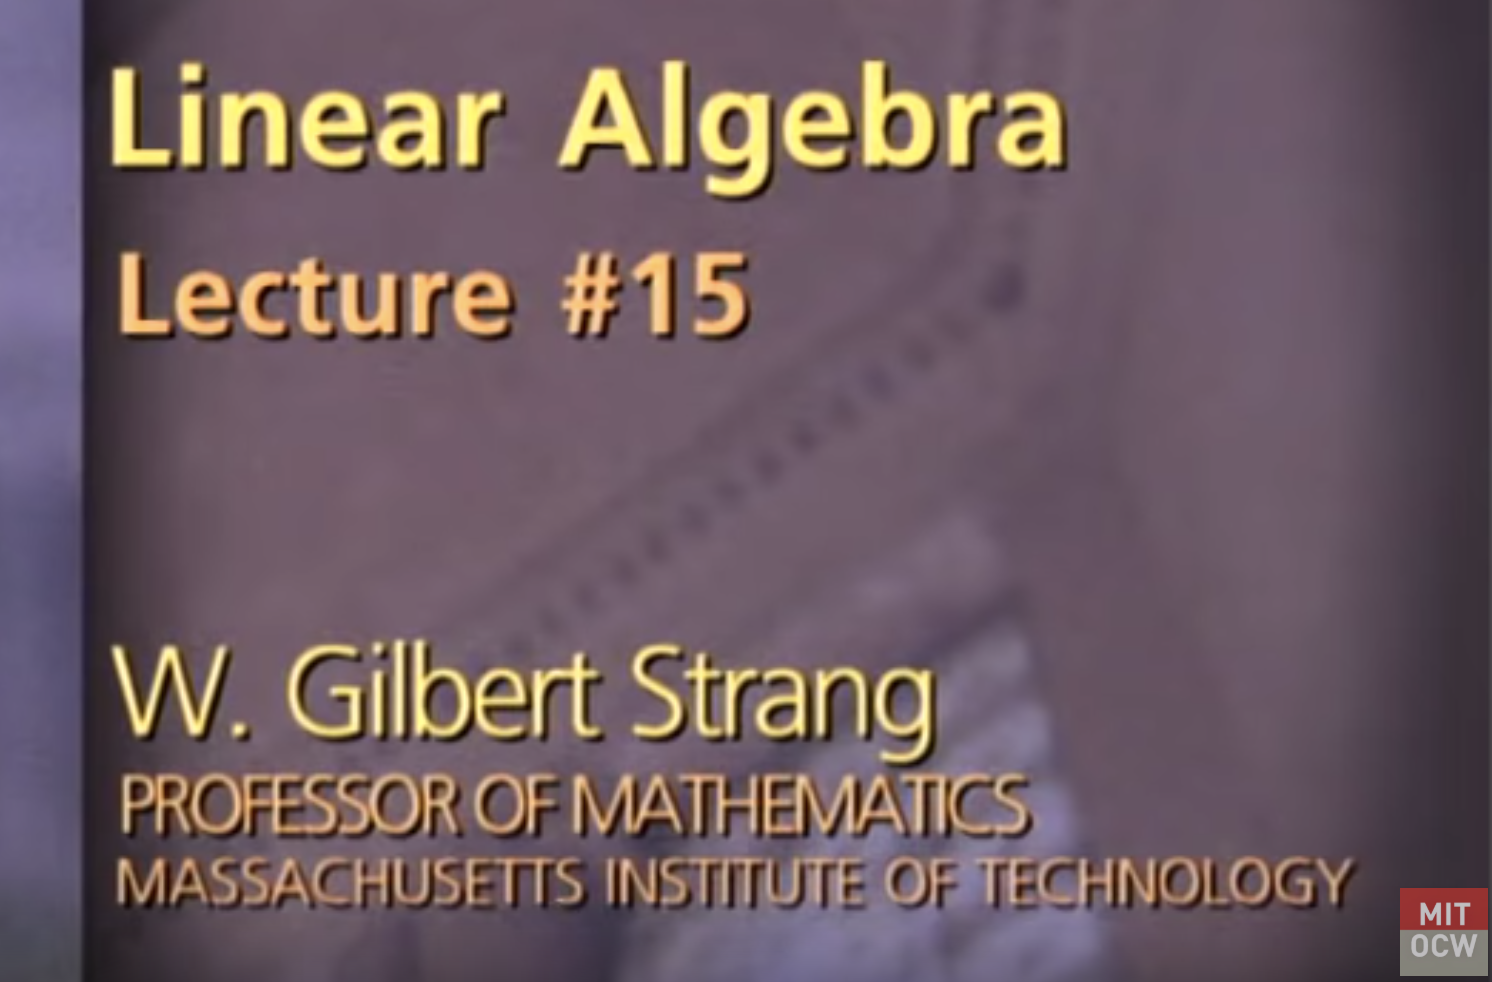 Linear Algebra
Lecture #15
W. Gilbert Strang
PROFESSOR OF MATHEMATICS
MASSACHUSETTS INSTITUTE OF TECHNOLOGY
MIT
OCW